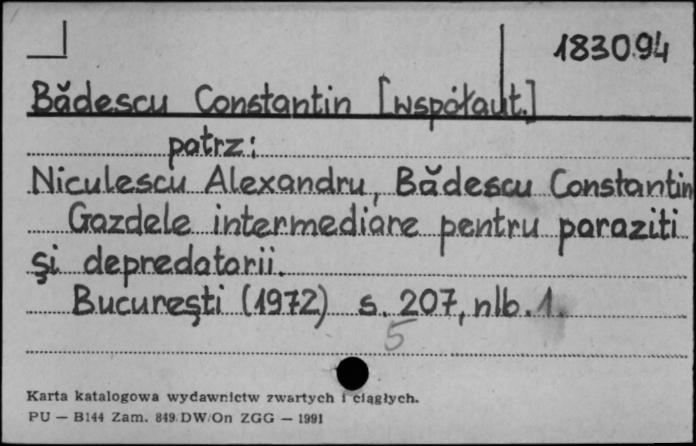 183094
Bădescu Constantin [współaut.]
patrz:
Niculescu Alexandru, Bădescu Constantin
Gazdele intermediare pentru paraziti
şi depredatorii.
Bucureşti (1972) s. 207, nlb. 1.
5
Karta katalogowa wydawnictw zwartych i ciągłych.
PU — B144 Zam. 849/DW/On ZGG — 1991